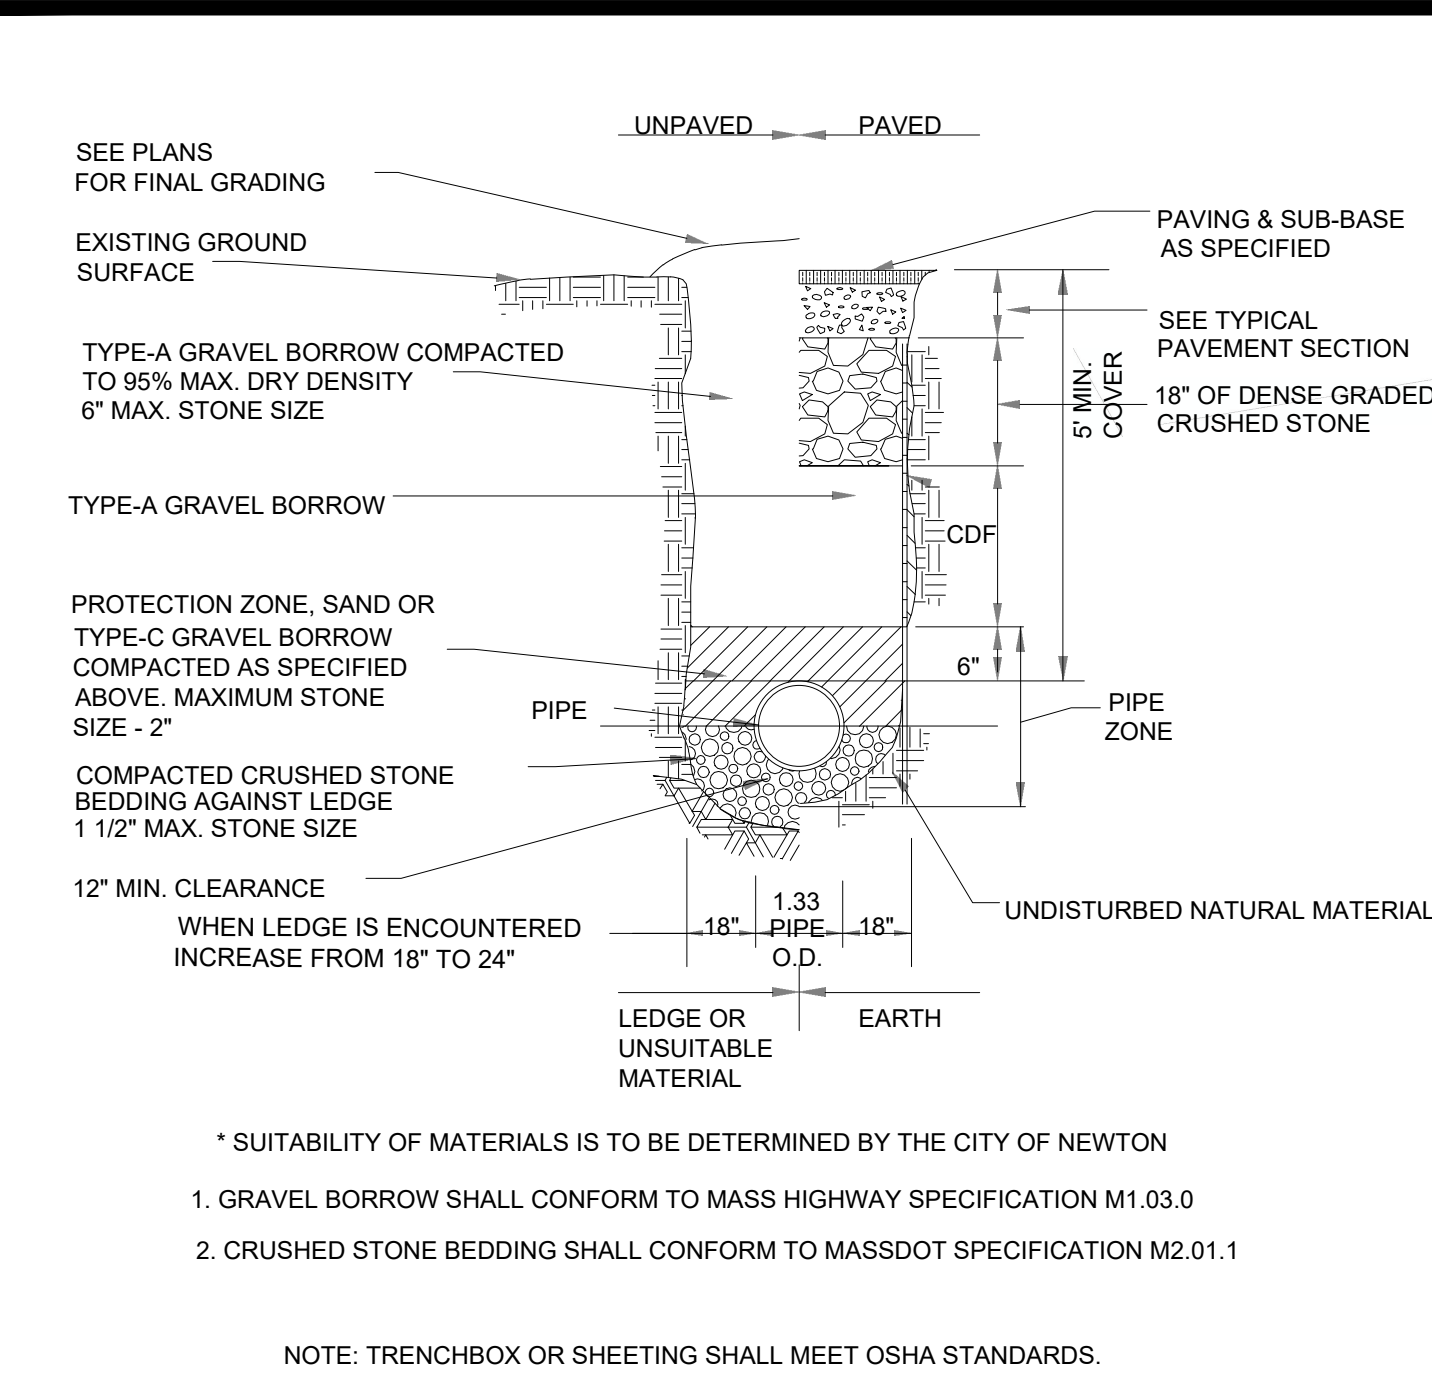 UNPAVED
PAVED
SEE PLANS
FOR FINAL GRADING
EXISTING GROUND
SURFACE
PAVING & SUB-BASE
AS SPECIFIED
SEE TYPICAL
PAVEMENT SECTION
TYPE-A GRAVEL BORROW COMPACTED
TO 95% MAX. DRY DENSITY
6" MAX. STONE SIZE
5' MIN.
COVER
18" OF DENSE GRADED
CRUSHED STONE
TYPE-A GRAVEL BORROW
CDF
PROTECTION ZONE, SAND OR
TYPE-C GRAVEL BORROW
COMPACTED AS SPECIFIED
ABOVE. MAXIMUM STONE
SIZE - 2"
6"
PIPE
PIPE
ZONE
COMPACTED CRUSHED STONE
BEDDING AGAINST LEDGE
1 1/2" MAX. STONE SIZE
12" MIN. CLEARANCE
WHEN LEDGE IS ENCOUNTERED
INCREASE FROM 18" TO 24"
18"
1.33
PIPE
O.D.
18"
UNDISTURBED NATURAL MATERIAL
LEDGE OR
UNSUITABLE
MATERIAL
EARTH
* SUITABILITY OF MATERIALS IS TO BE DETERMINED BY THE CITY OF NEWTON
1. GRAVEL BORROW SHALL CONFORM TO MASS HIGHWAY SPECIFICATION M1.03.0
2. CRUSHED STONE BEDDING SHALL CONFORM TO MASSDOT SPECIFICATION M2.01.1
NOTE: TRENCHBOX OR SHEETING SHALL MEET OSHA STANDARDS.